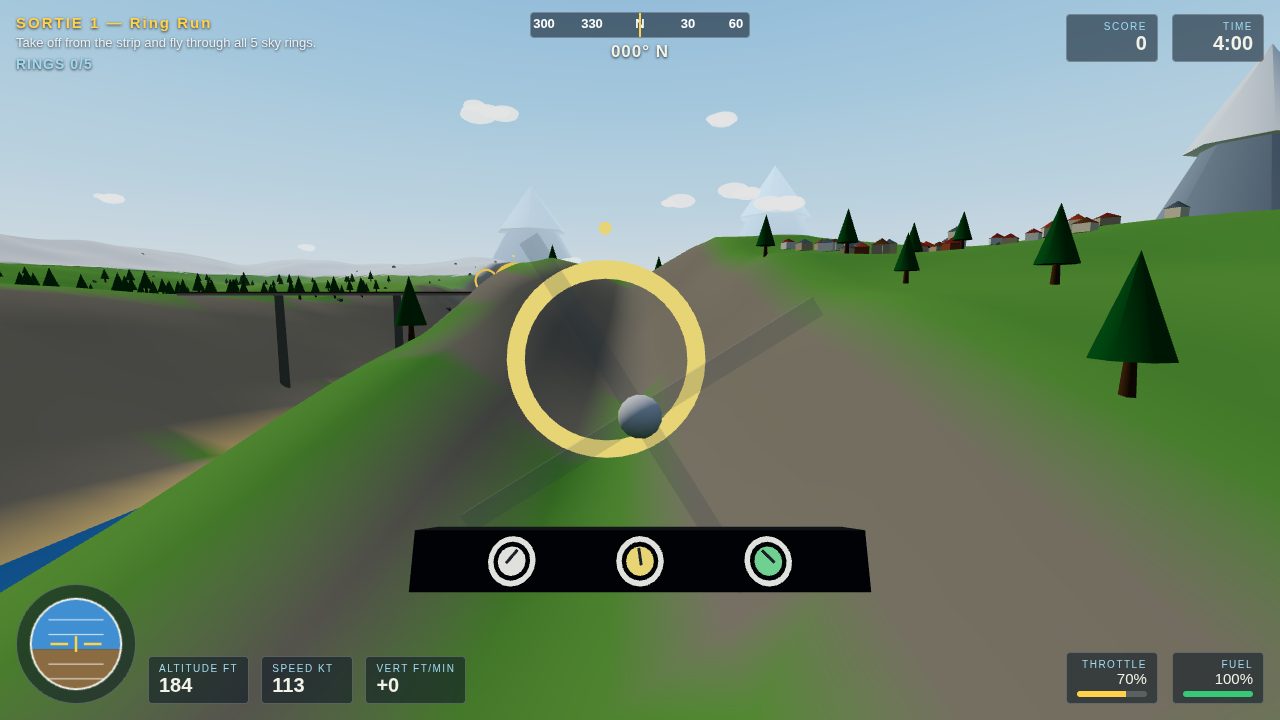 SORTIE 1 — Ring Run
Take off from the strip and fly through all 5 sky rings.
RINGS 0/5
300 330 N 30 60
000° N
SCORE
0
TIME
4:00
ALTITUDE FT
184
SPEED KT
113
VERT FT/MIN
+0
THROTTLE
70%
FUEL
100%